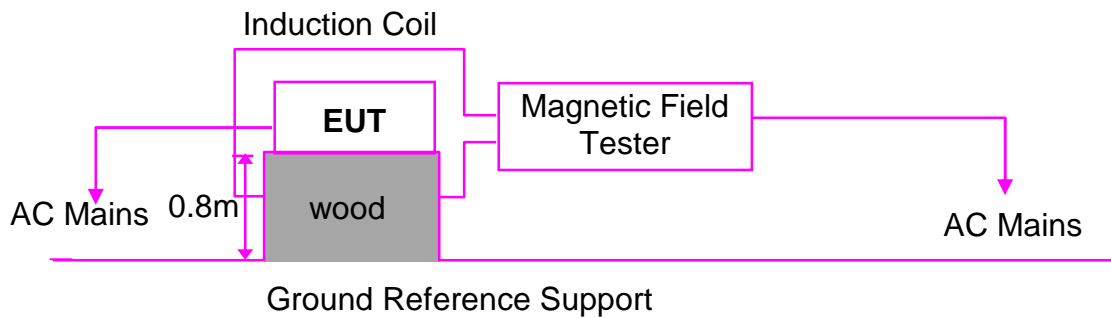 Induction Coil
EUT
Magnetic Field
Tester
AC Mains
0.8m
wood
AC Mains
Ground Reference Support